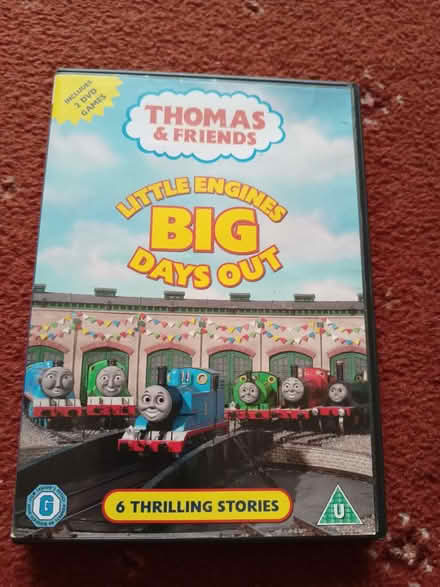 INCLUDES
2 DVD
GAMES
THOMAS
& FRIENDS
LITTLE ENGINES
BIG
DAYS OUT
6 THRILLING STORIES
G
U